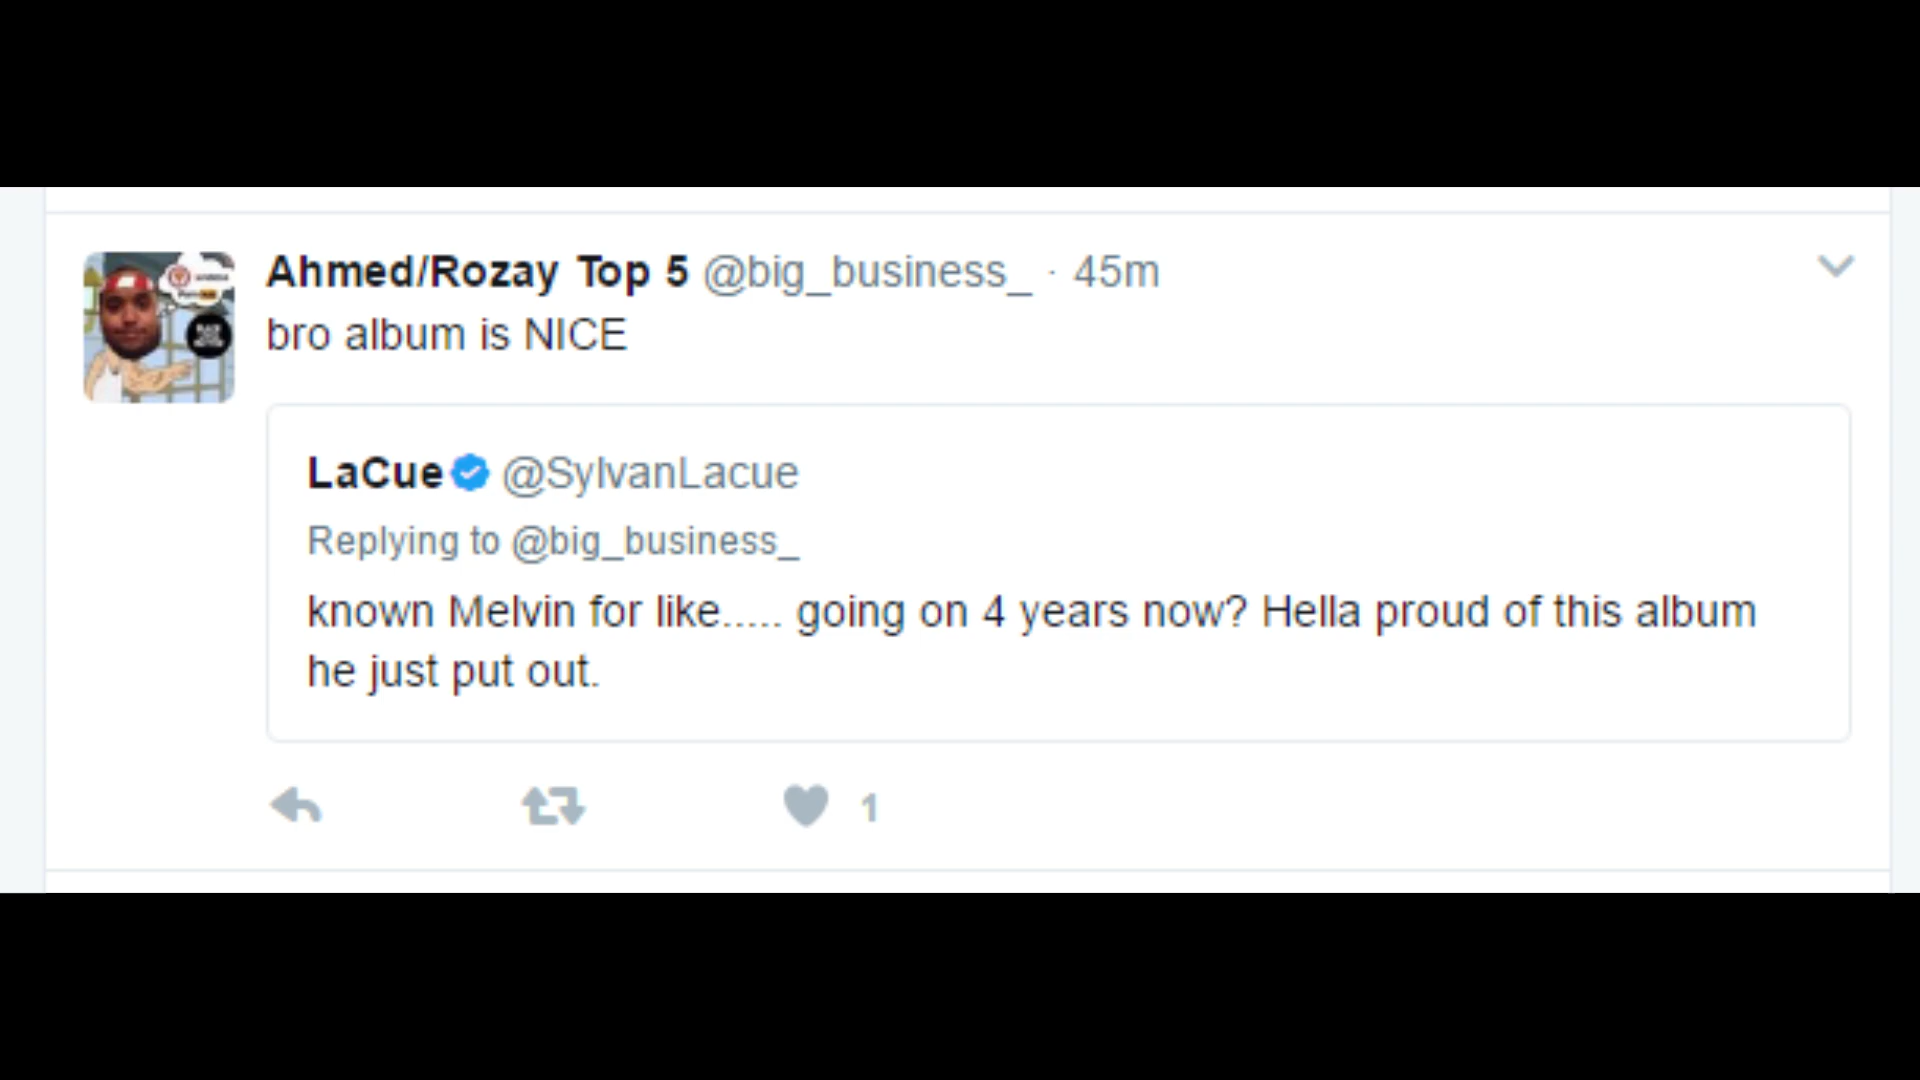 Ahmed/Rozay Top 5 @big_business_ · 45m
bro album is NICE
LaCue @SylvanLacue
Replying to @big_business_
known Melvin for like..... going on 4 years now? Hella proud of this album
he just put out.
1